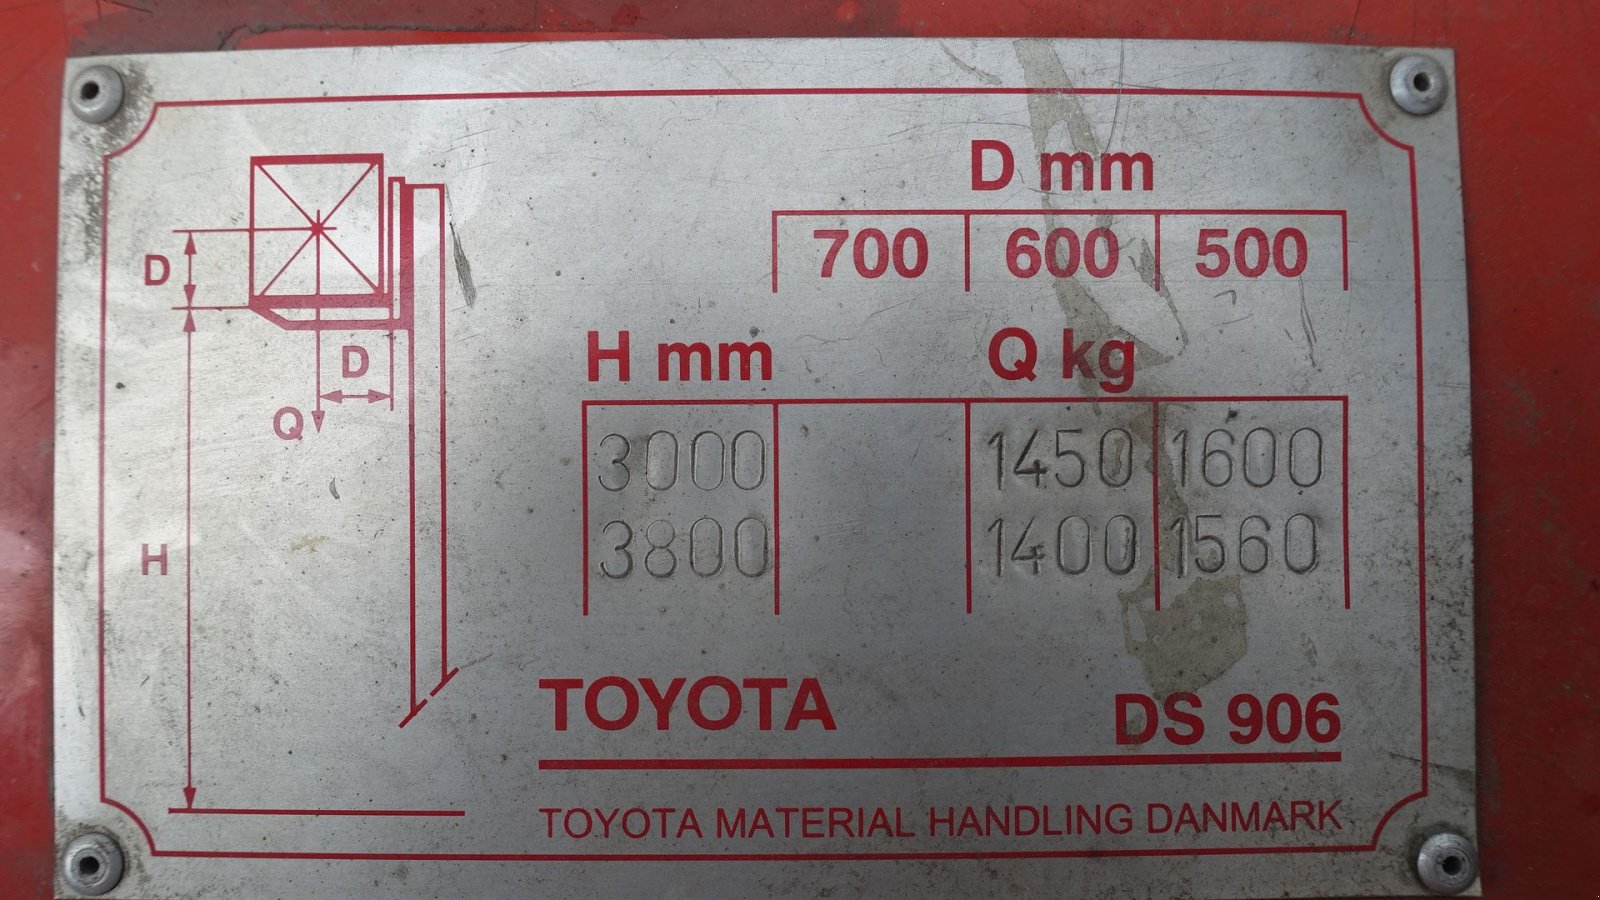 D mm
700 600 500
H mm Q kg
3000 1450 1600
3800 1400 1560
D
D
Q
H
TOYOTA DS 906
TOYOTA MATERIAL HANDLING DANMARK